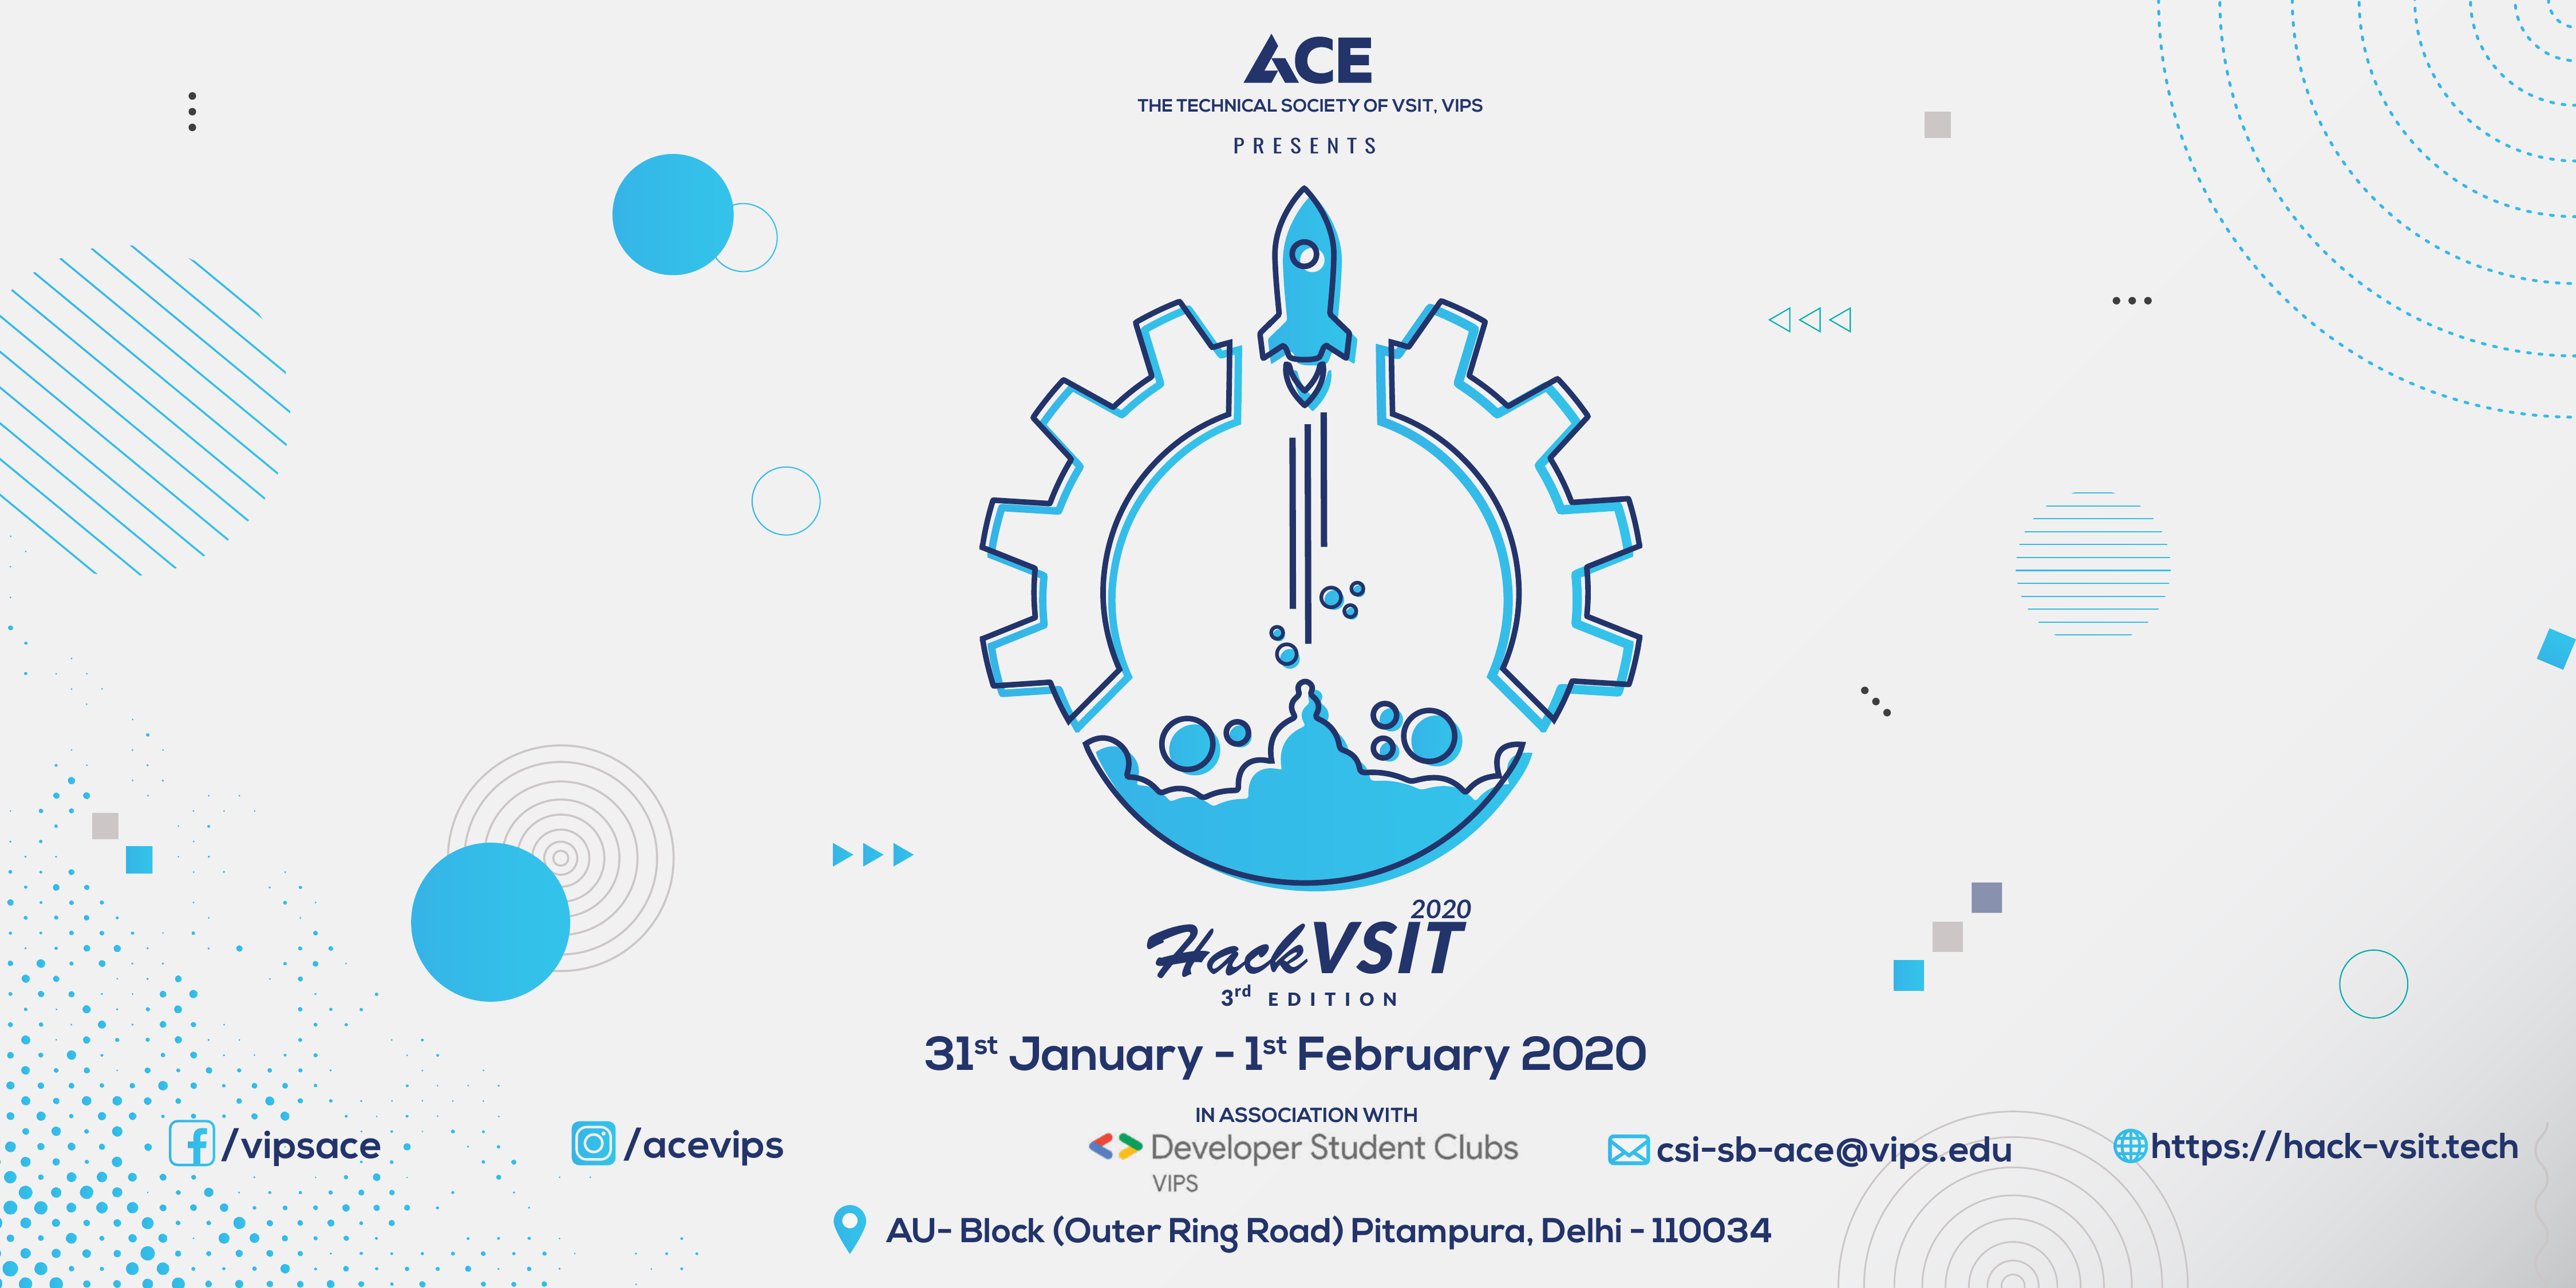 ACE
THE TECHNICAL SOCIETY OF VSIT, VIPS
PRESENTS
2020
HackVSIT
3rd EDITION
31st January - 1st February 2020
IN ASSOCIATION WITH
Developer Student Clubs
VIPS
/vipsace
/acevips
csi-sb-ace@vips.edu
https://hack-vsit.tech
AU- Block (Outer Ring Road) Pitampura, Delhi - 110034